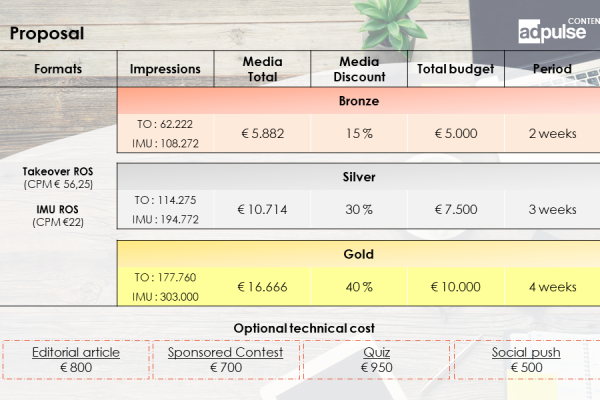 Proposal
adpulse
CONTEN
Formats
Impressions
Media
Total
Media
Discount
Total budget
Period
Bronze
TO : 62.222
IMU : 108.272
€ 5.882
15 %
€ 5.000
2 weeks
Takeover ROS
(CPM € 56,25)
IMU ROS
(CPM €22)
Silver
TO : 114.275
IMU : 194.772
€ 10.714
30 %
€ 7.500
3 weeks
Gold
TO : 177.760
IMU : 303.000
€ 16.666
40 %
€ 10.000
4 weeks
Optional technical cost
Editorial article
€ 800
Sponsored Contest
€ 700
Quiz
€ 950
Social push
€ 500